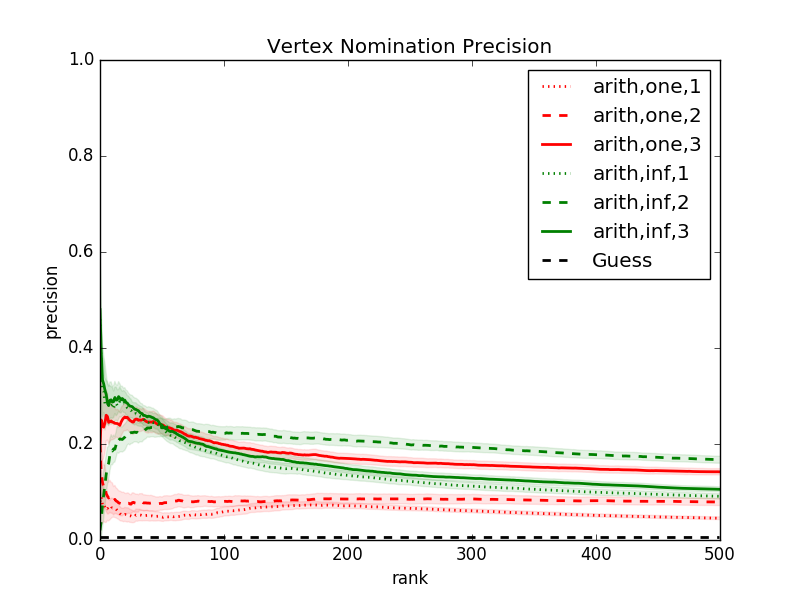 Vertex Nomination Precision
1.0
0.8
0.6
0.4
0.2
0.0
precision
arith,one,1
arith,one,2
arith,one,3
arith,inf,1
arith,inf,2
arith,inf,3
Guess
0 100 200 300 400 500
rank